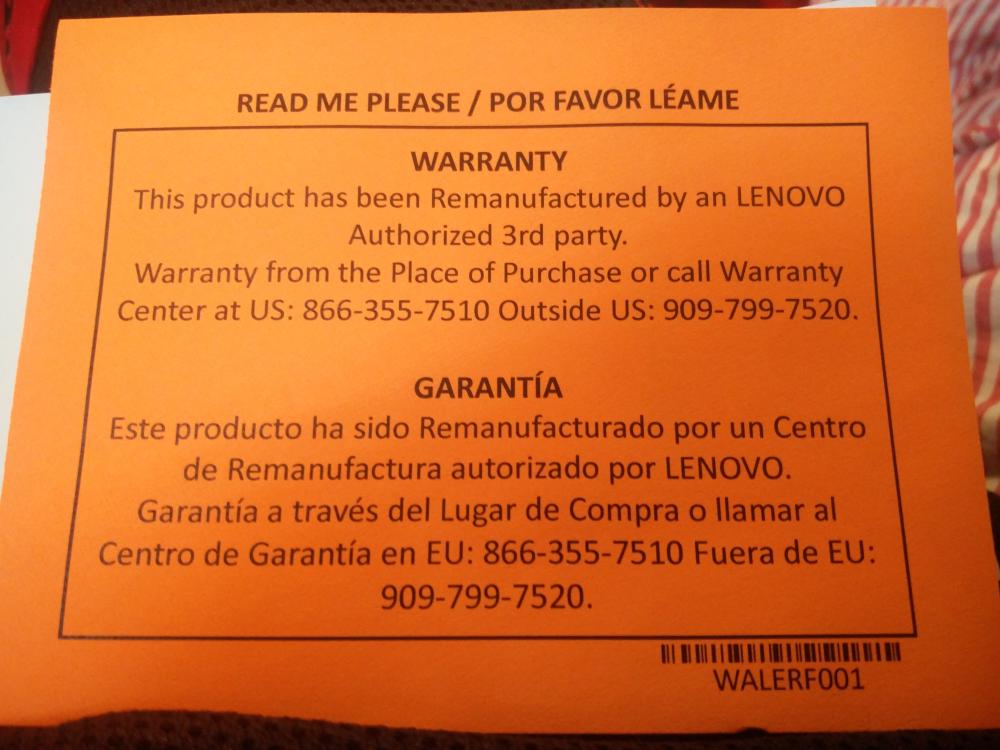 READ ME PLEASE / POR FAVOR LÉAME
WARRANTY
This product has been Remanufactured by an LENOVO
Authorized 3rd party.
Warranty from the Place of Purchase or call Warranty
Center at US: 866-355-7510 Outside US: 909-799-7520.
GARANTÍA
Este producto ha sido Remanufacturado por un Centro
de Remanufactura autorizado por LENOVO.
Garantía a través del Lugar de Compra o llamar al
Centro de Garantía en EU: 866-355-7510 Fuera de EU:
909-799-7520.
WALERF001